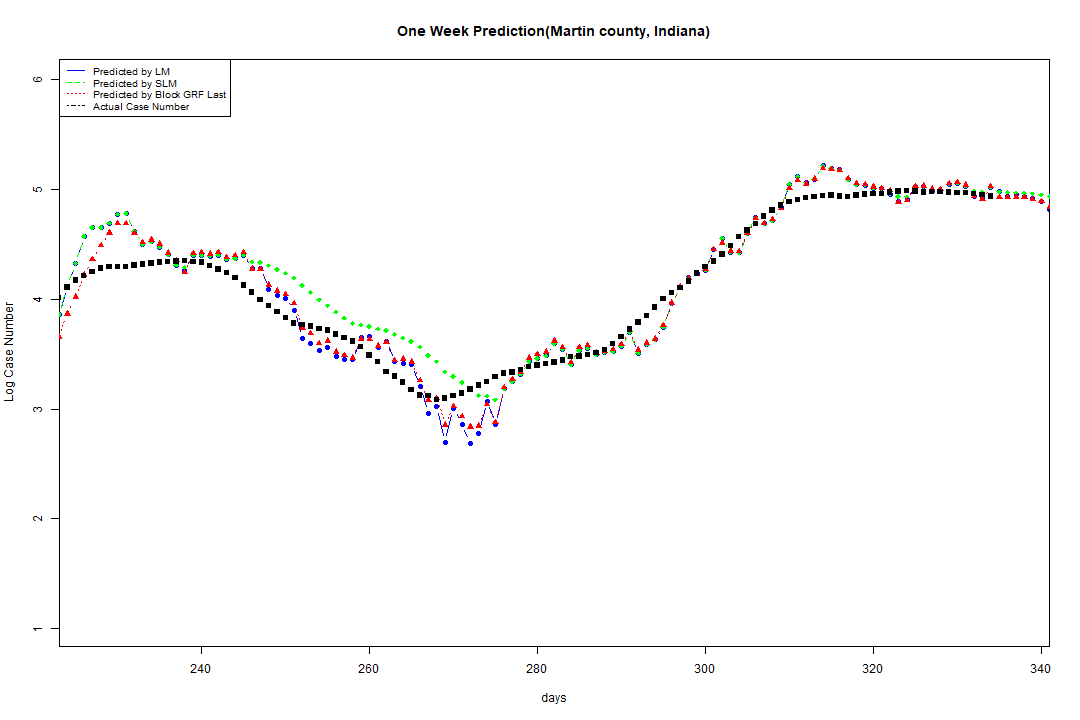 One Week Prediction(Martin county, Indiana)
Predicted by LM
Predicted by SLM
Predicted by Block GRF Last
Actual Case Number
6
5
4
3
2
1
Log Case Number
240
260
280
300
320
340
days